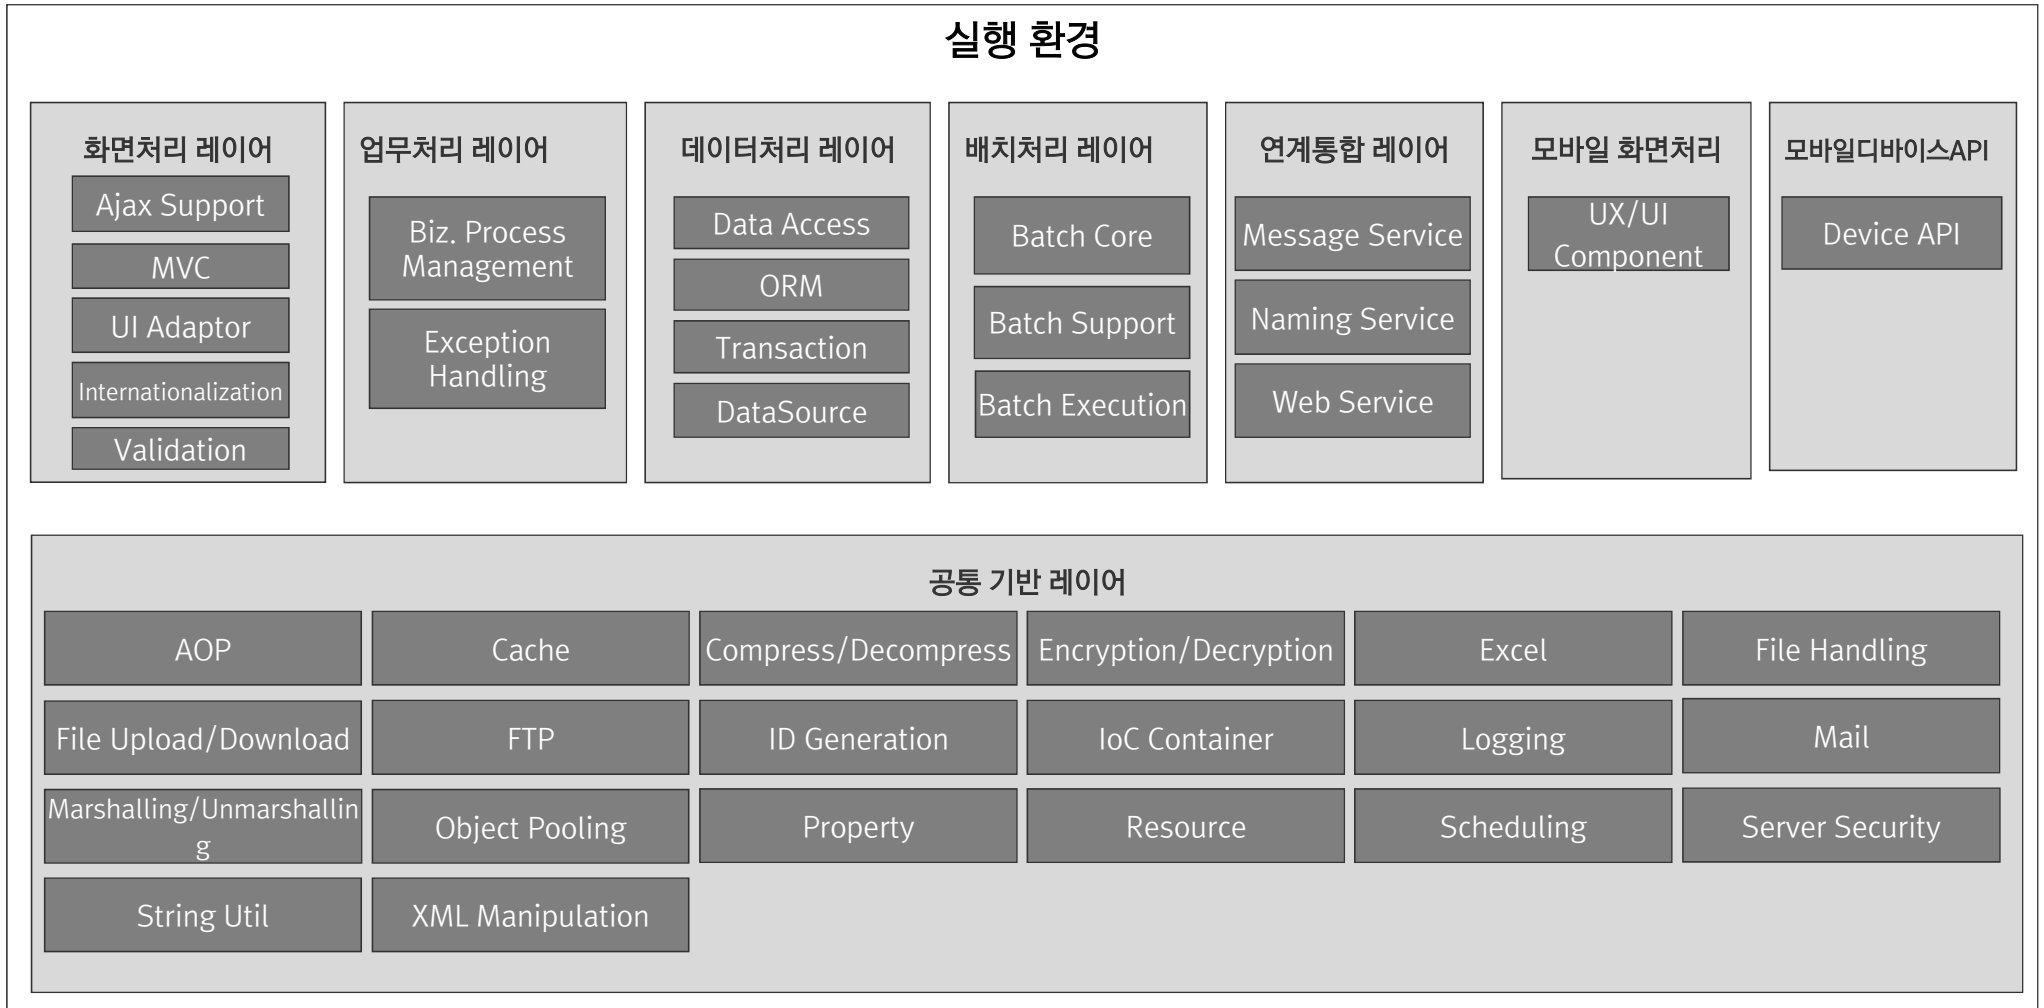 실행 환경
화면처리 레이어
Ajax Support
MVC
UI Adaptor
Internationalization
Validation
업무처리 레이어
Biz. Process
Management
Exception
Handling
데이터처리 레이어
Data Access
ORM
Transaction
DataSource
배치처리 레이어
Batch Core
Batch Support
Batch Execution
연계통합 레이어
Message Service
Naming Service
Web Service
모바일 화면처리
UX/UI
Component
모바일디바이스API
Device API
공통 기반 레이어
AOP
Cache
Compress/Decompress
Encryption/Decryption
Excel
File Handling
File Upload/Download
FTP
ID Generation
IoC Container
Logging
Mail
Marshalling/Unmarshallin
g
Object Pooling
Property
Resource
Scheduling
Server Security
String Util
XML Manipulation